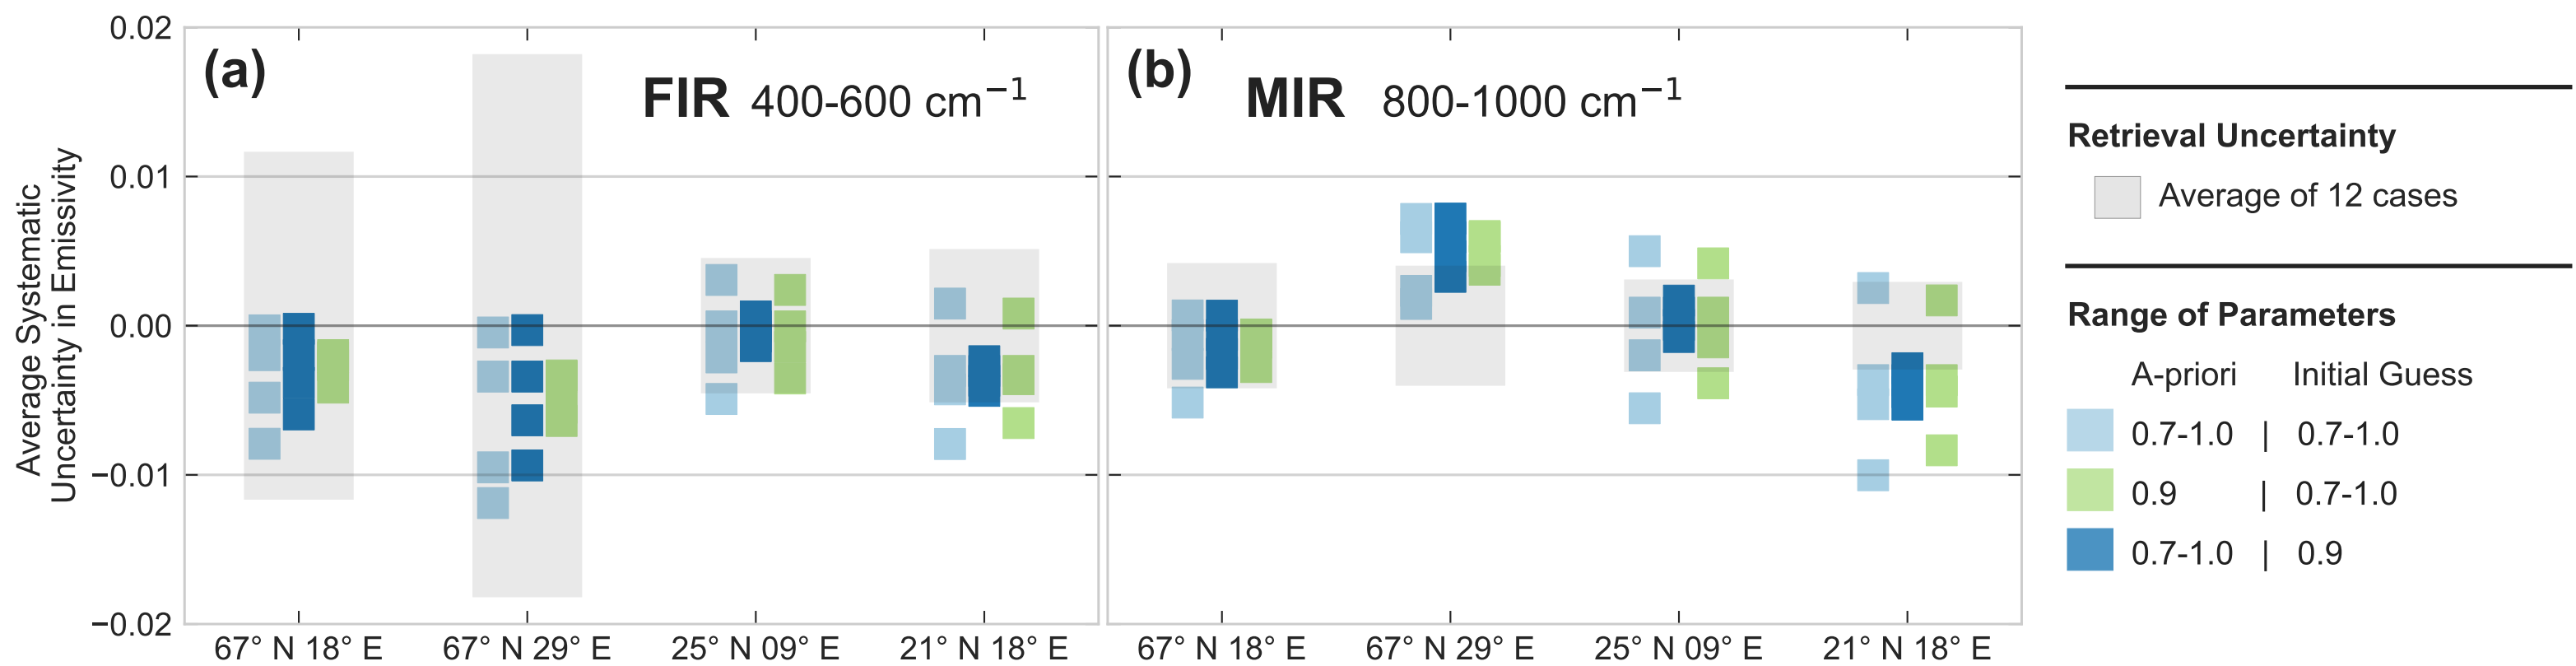 Average Systematic
Uncertainty in Emissivity
0.02
0.01
0.00
−0.01
−0.02
(a)
FIR 400-600 cm⁻¹
67° N 18° E
67° N 29° E
25° N 09° E
21° N 18° E
(b)
MIR 800-1000 cm⁻¹
67° N 18° E
67° N 29° E
25° N 09° E
21° N 18° E
Retrieval Uncertainty
Average of 12 cases
Range of Parameters
A-priori Initial Guess
0.7-1.0 | 0.7-1.0
0.9 | 0.7-1.0
0.7-1.0 | 0.9